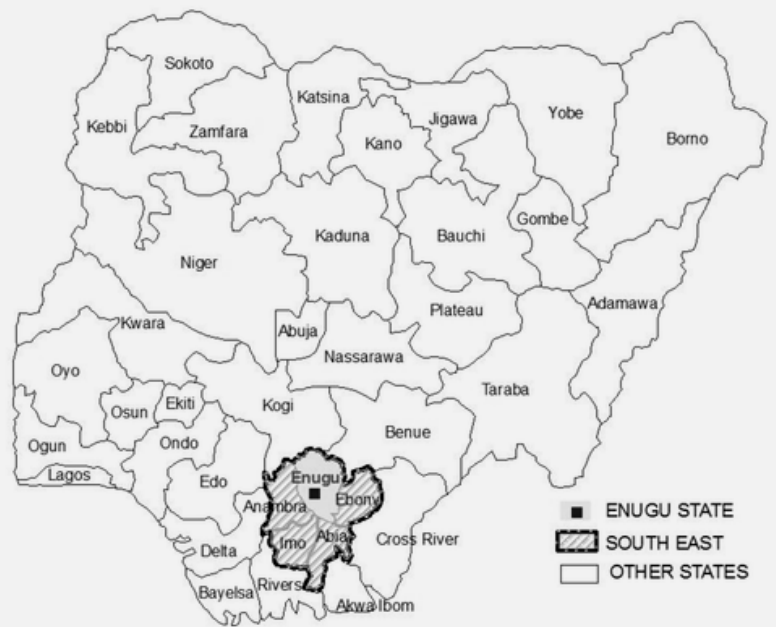 Sokoto
Katsina
Kebbi
Zamfara
Kano
Jigawa
Yobe
Borno
Gombe
Kaduna
Bauchi
Niger
Adamawa
Plateau
Kwara
Abuja
Nassarawa
Oyo
Taraba
Osun
Ekiti
Kogi
Benue
Ogun
Ondo
Lagos
Edo
Enugu
Ebony
Anambra
Imo
Abia
Cross River
Delta
Bayelsa
Rivers
Akwa Ibom
ENUGU STATE
SOUTH EAST
OTHER STATES